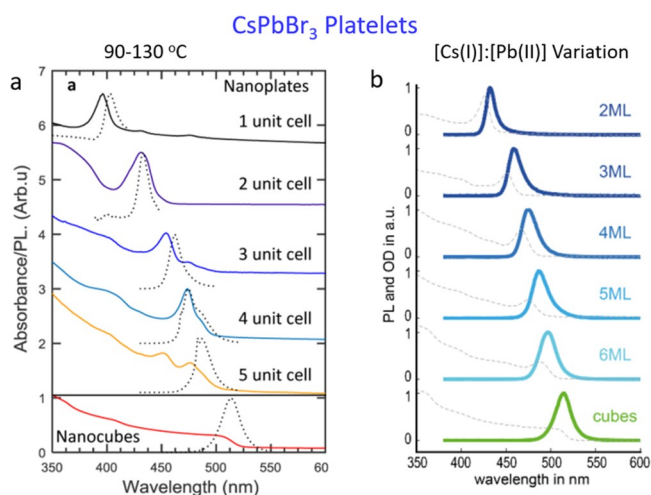 CsPbBr₃ Platelets
90-130 °C
[Cs(I)]:[Pb(II)] Variation
a
a
Nanoplates
1 unit cell
2 unit cell
3 unit cell
4 unit cell
5 unit cell
Nanocubes
Absorbance/PL. (Arb.u)
7
6
5
4
3
2
1
0
350 400 450 500 550 600
Wavelength (nm)
b
PL and OD in a.u.
1
0
2ML
1
0
3ML
1
0
4ML
1
0
5ML
1
0
6ML
1
0
cubes
350 400 450 500 550 600
wavelength in nm